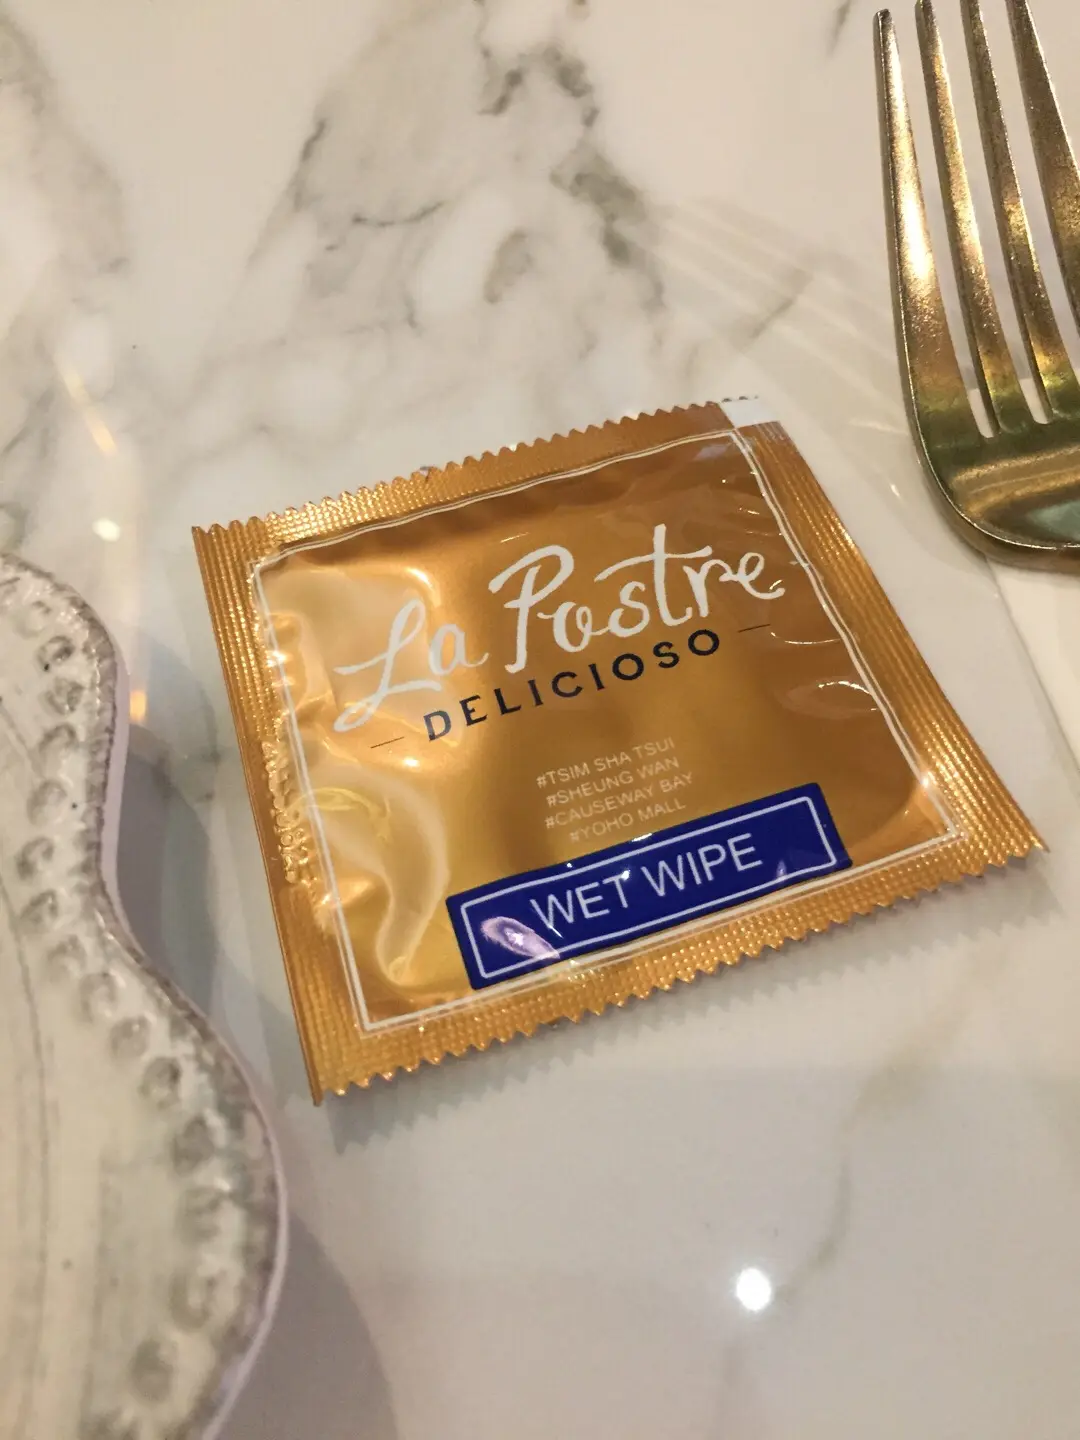 La Postre
DELICIOSO
#TSIM SHA TSUI
#SHEUNG WAN
#CAUSEWAY BAY
#YOHO MALL
WET WIPE